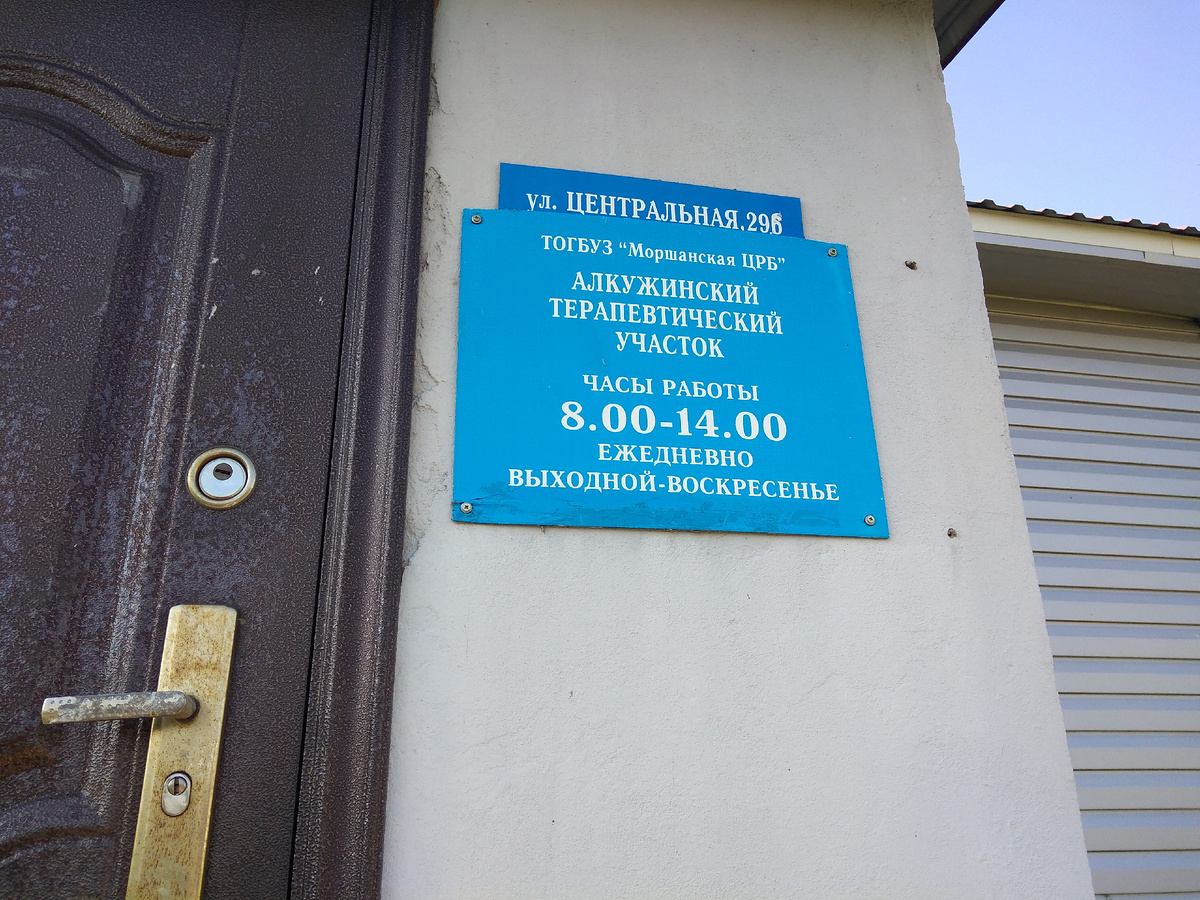 ул. ЦЕНТРАЛЬНАЯ, 29б
ТОГБУЗ “Моршанская ЦРБ”
АЛКУЖИНСКИЙ
ТЕРАПЕВТИЧЕСКИЙ
УЧАСТОК
ЧАСЫ РАБОТЫ
8.00-14.00
ЕЖЕДНЕВНО
ВЫХОДНОЙ-ВОСКРЕСЕНЬЕ